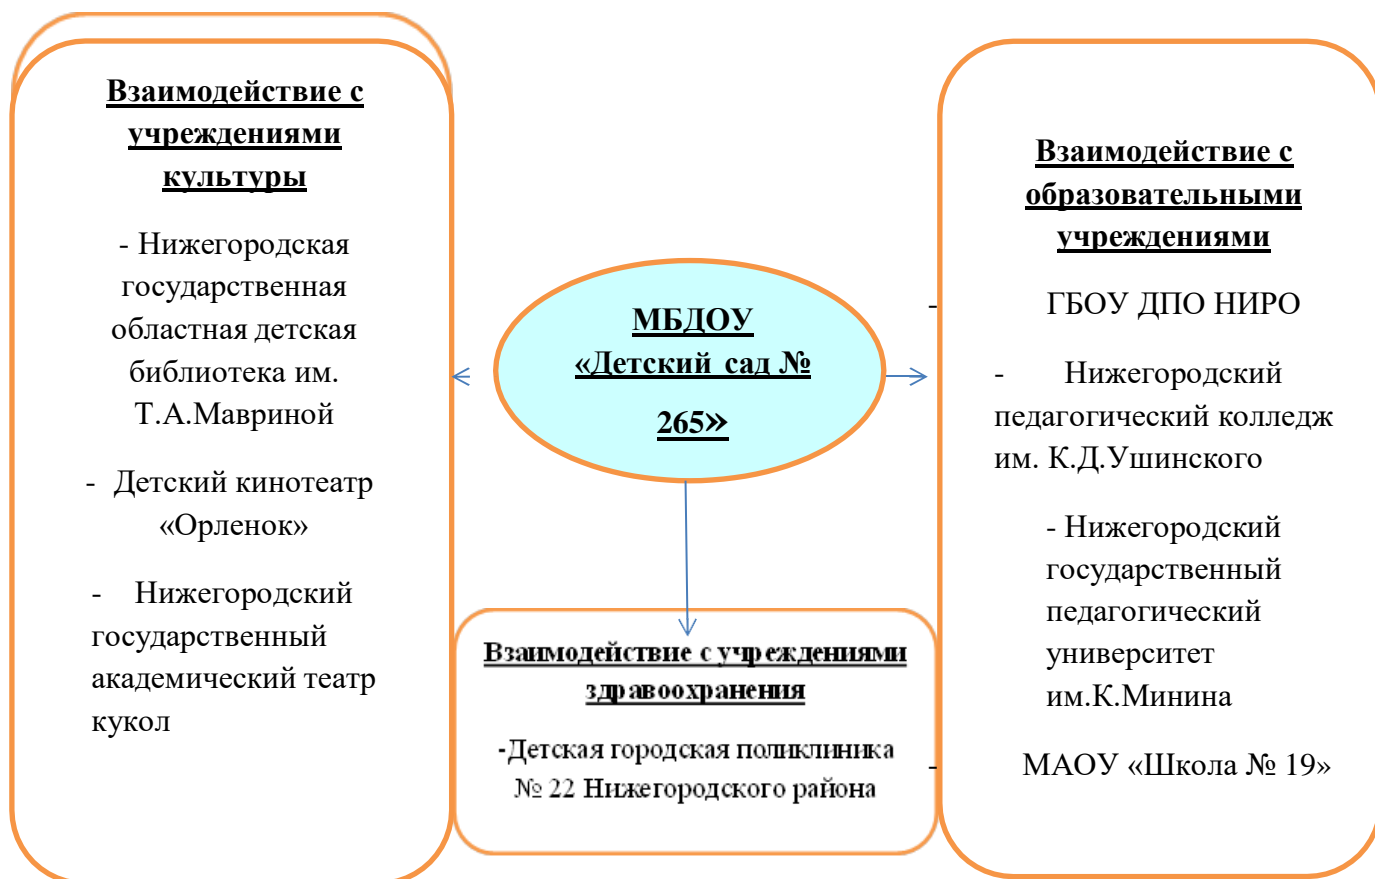 Взаимодействие с
учреждениями
культуры
- Нижегородская
государственная
областная детская
библиотека им.
Т.А.Мавриной
- Детский кинотеатр
«Орленок»
- Нижегородский
государственный
академический театр
кукол
МБДОУ
«Детский сад №
265»
Взаимодействие с учреждениями
здравоохранения
-Детская городская поликлиника
№ 22 Нижегородского района
Взаимодействие с
образовательными
учреждениями
- ГБОУ ДПО НИРО
- Нижегородский
педагогический колледж
им. К.Д.Ушинского
- Нижегородский
государственный
педагогический
университет
им.К.Минина
- МАОУ «Школа № 19»